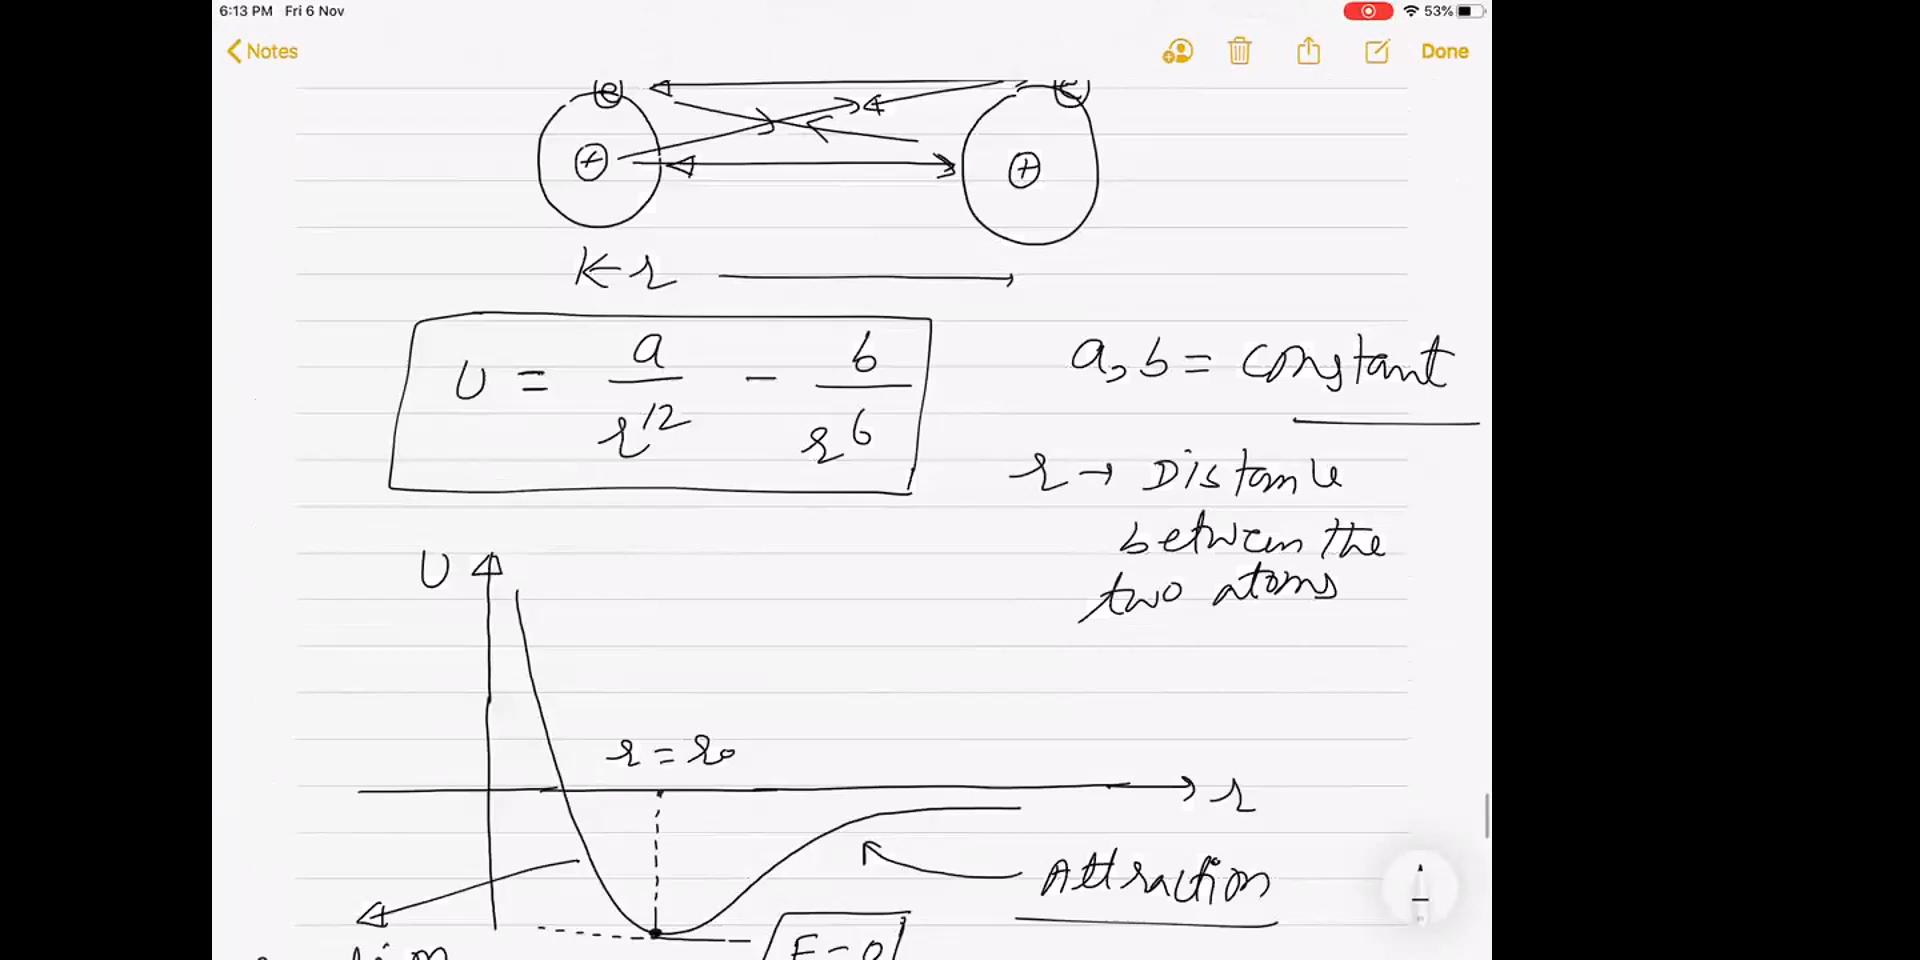 6:13 PM Fri 6 Nov
53%
Notes
Done
e
e
+
+
r
U = a/r^12 - b/r^6
a, b = constant
r → Distance
between the
two atoms
U
r = r₀
r
Attraction
F = 0